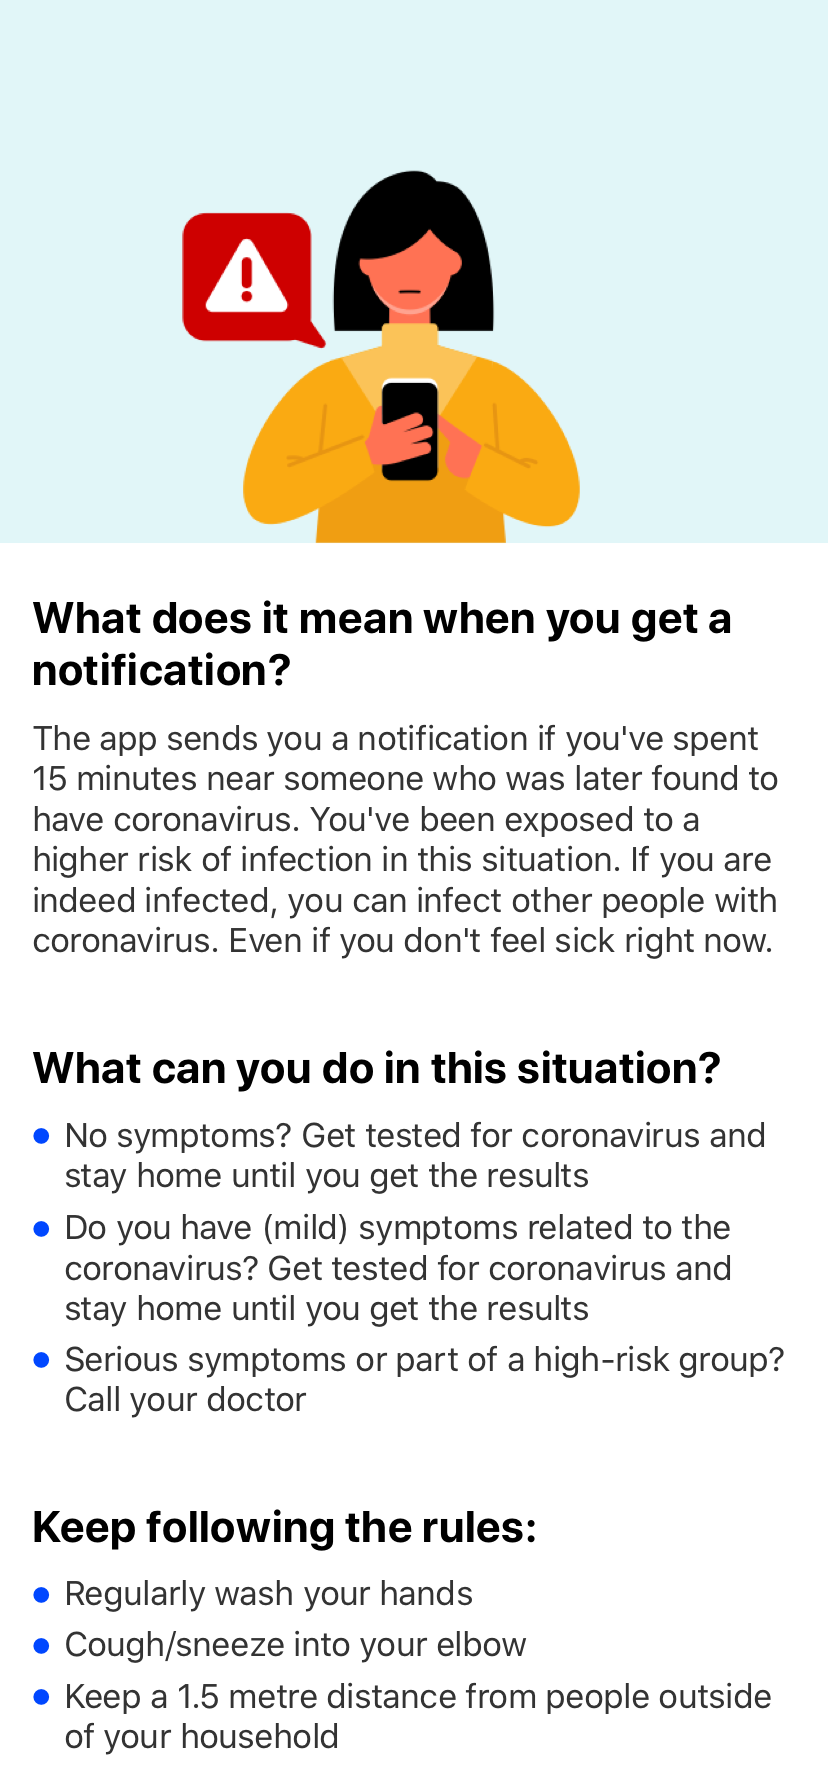 What does it mean when you get a
notification?
The app sends you a notification if you've spent
15 minutes near someone who was later found to
have coronavirus. You've been exposed to a
higher risk of infection in this situation. If you are
indeed infected, you can infect other people with
coronavirus. Even if you don't feel sick right now.
What can you do in this situation?
● No symptoms? Get tested for coronavirus and
stay home until you get the results
● Do you have (mild) symptoms related to the
coronavirus? Get tested for coronavirus and
stay home until you get the results
● Serious symptoms or part of a high-risk group?
Call your doctor
Keep following the rules:
● Regularly wash your hands
● Cough/sneeze into your elbow
● Keep a 1.5 metre distance from people outside
of your household